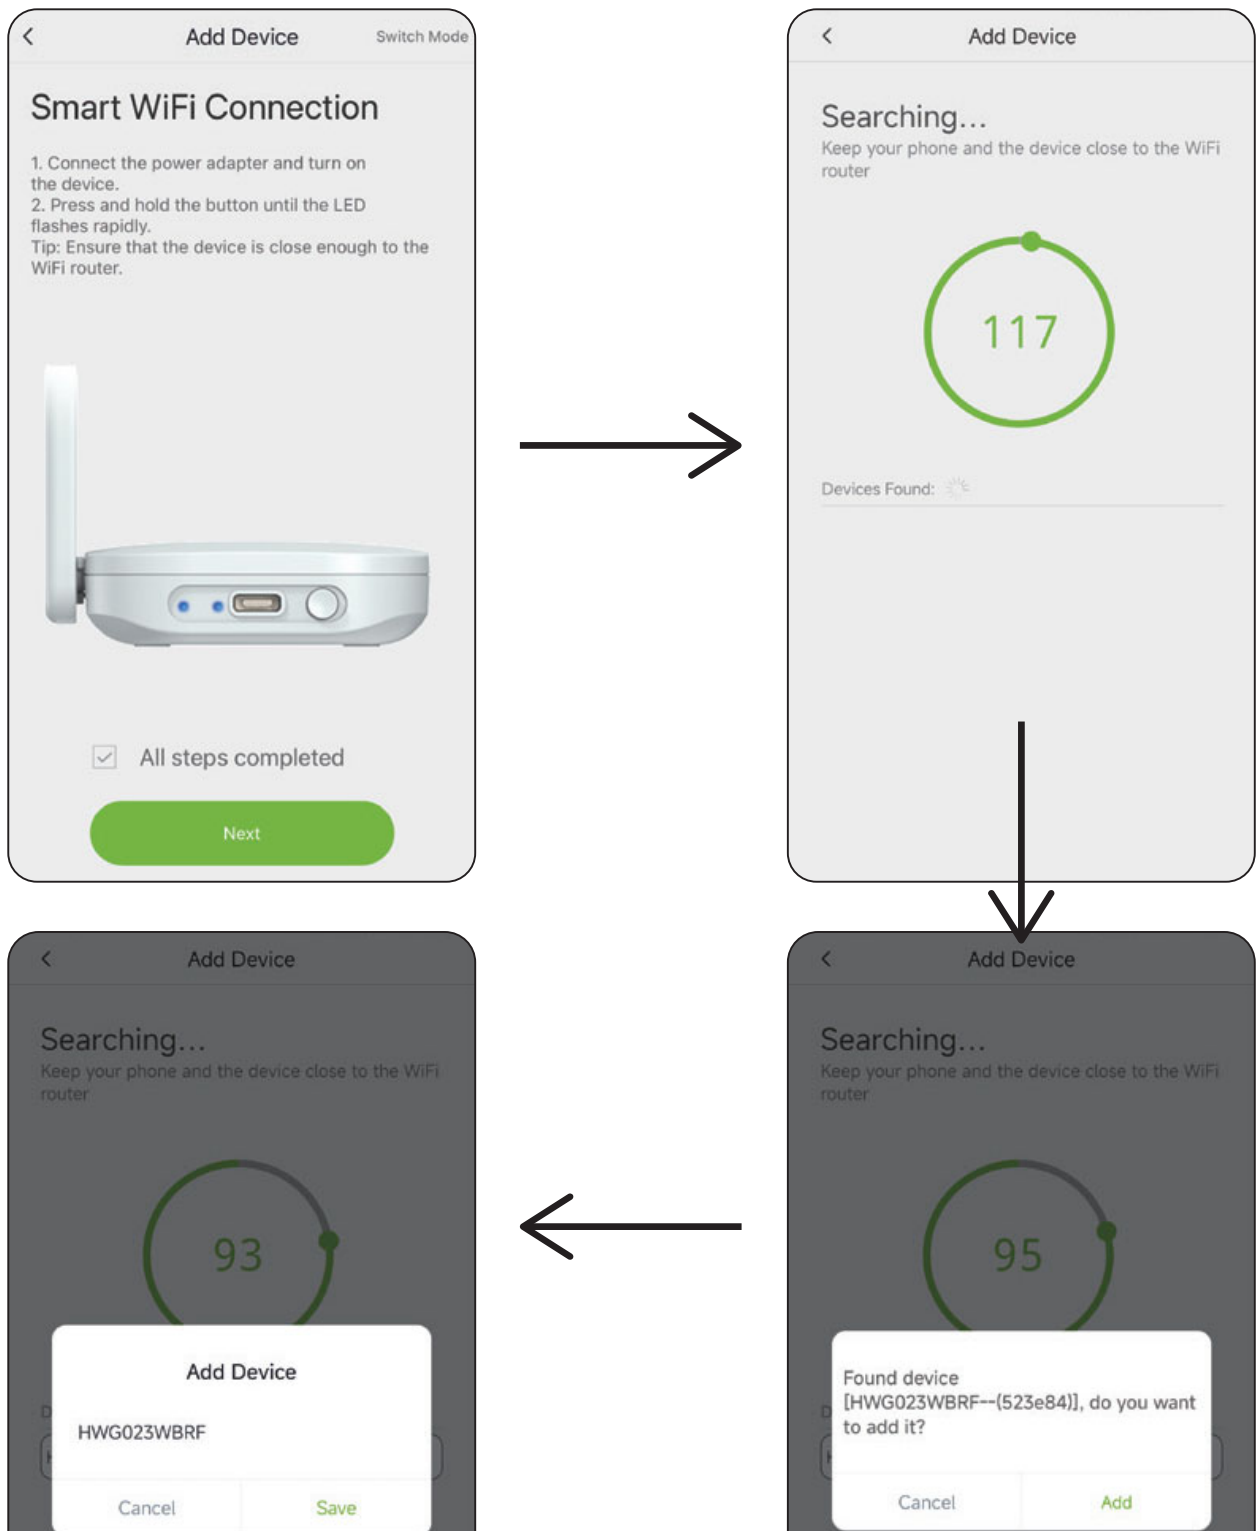 Add Device
Switch Mode
Smart WiFi Connection
1. Connect the power adapter and turn on
the device.
2. Press and hold the button until the LED
flashes rapidly.
Tip: Ensure that the device is close enough to the
WiFi router.
All steps completed
Next
Add Device
Searching...
Keep your phone and the device close to the WiFi
router
117
Devices Found:
Add Device
Searching...
Keep your phone and the device close to the WiFi
router
95
Found device
[HWG023WBRF--(523e84)], do you want
to add it?
Cancel
Add
Add Device
Searching...
Keep your phone and the device close to the WiFi
router
93
Add Device
HWG023WBRF
Cancel
Save